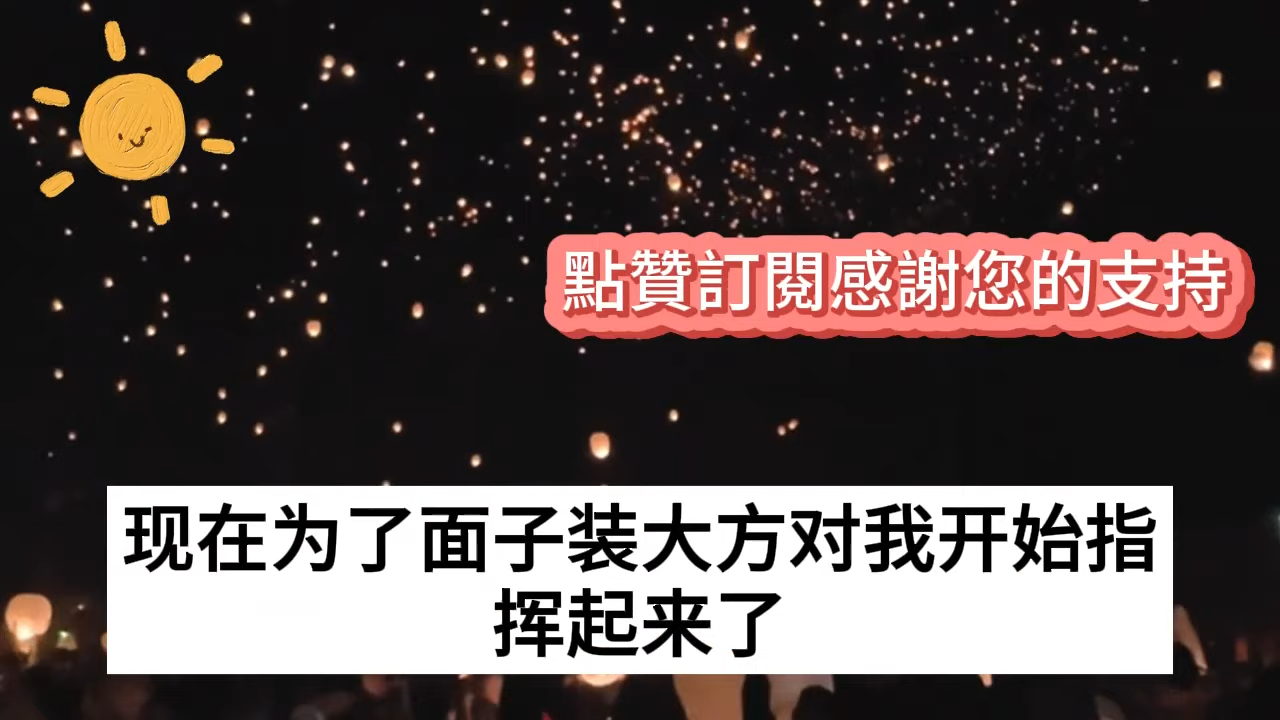 點贊訂閱感謝您的支持
现在为了面子装大方对我开始指
挥起来了